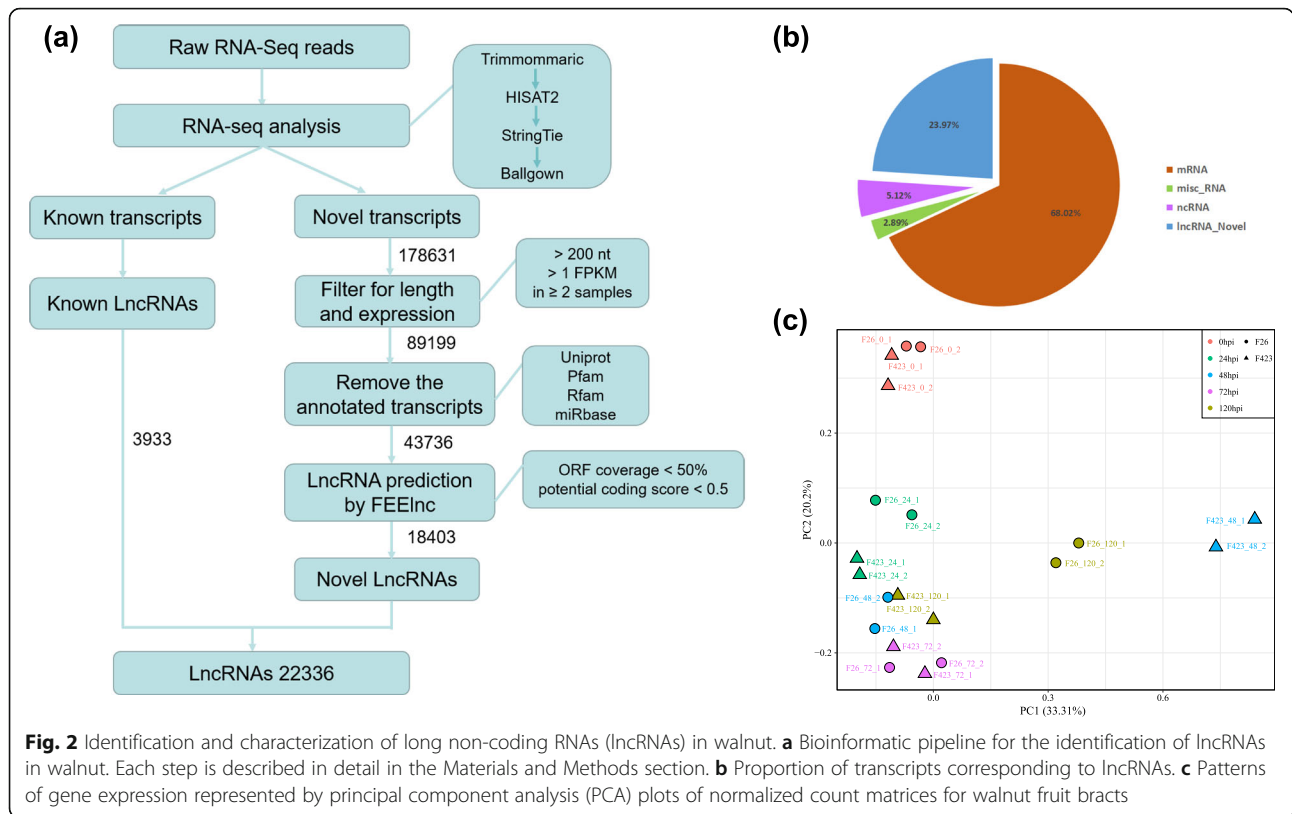 (a)
Raw RNA-Seq reads
RNA-seq analysis
Trimmommaric
HISAT2
StringTie
Ballgown
Known transcripts
Novel transcripts
178631
Known LncRNAs
Filter for length
and expression
> 200 nt
> 1 FPKM
in ≥ 2 samples
89199
Remove the
annotated transcripts
Uniprot
Pfam
Rfam
miRbase
3933
43736
LncRNA prediction
by FEElnc
ORF coverage < 50%
potential coding score < 0.5
18403
Novel LncRNAs
LncRNAs 22336
(b)
23.97%
5.12%
2.89%
68.02%
mRNA
misc_RNA
ncRNA
lncRNA_Novel
(c)
F26_0_1
F26_0_2
F423_0_1
F423_0_2
0hpi
24hpi
48hpi
72hpi
120hpi
F26
F423
F26_24_1
F26_24_2
F423_24_1
F423_24_2
F423_48_1
F423_48_2
F26_120_1
F26_120_2
F26_48_2
F423_120_1
F423_120_2
F26_48_1
F423_72_2
F26_72_1
F26_72_2
F423_72_1
0.2
0.0
−0.2
PC2 (20.2%)
0.0
0.3
0.6
PC1 (33.31%)
Fig. 2 Identification and characterization of long non-coding RNAs (lncRNAs) in walnut. a Bioinformatic pipeline for the identification of lncRNAs
in walnut. Each step is described in detail in the Materials and Methods section. b Proportion of transcripts corresponding to lncRNAs. c Patterns
of gene expression represented by principal component analysis (PCA) plots of normalized count matrices for walnut fruit bracts